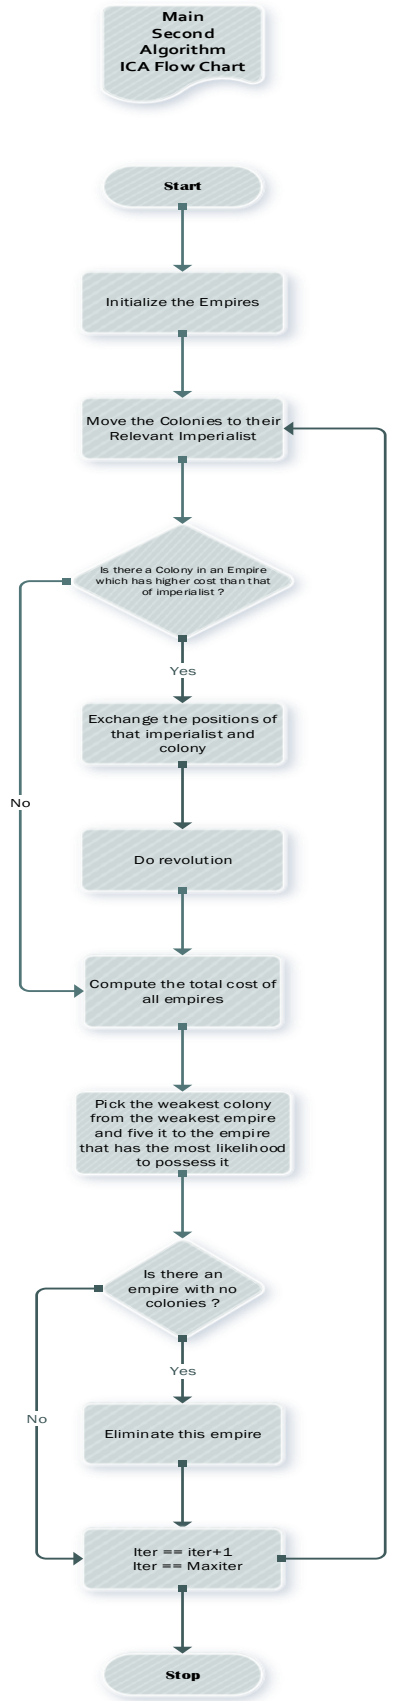 Main
Second
Algorithm
ICA Flow Chart
Start
Initialize the Empires
Move the Colonies to their
Relevant Imperialist
Is there a Colony in an Empire
which has higher cost than that
of imperialist ?
Yes
Exchange the positions of
that imperialist and
colony
No
Do revolution
Compute the total cost of
all empires
Pick the weakest colony
from the weakest empire
and five it to the empire
that has the most likelihood
to possess it
Is there an
empire with no
colonies ?
Yes
No
Eliminate this empire
Iter == iter+1
Iter == Maxiter
Stop